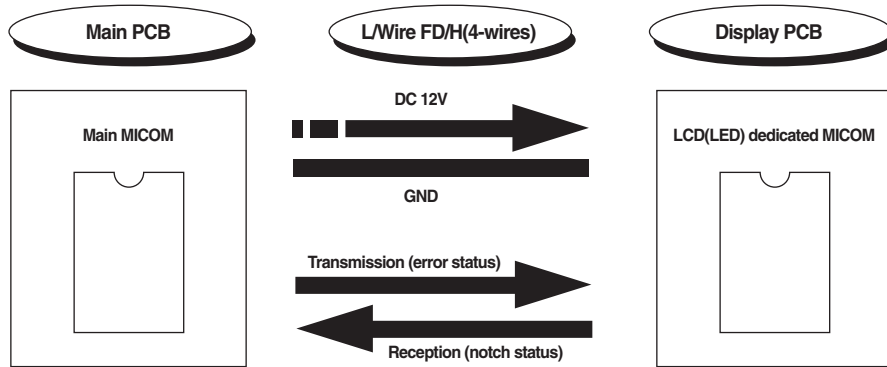 Main PCB
L/Wire FD/H(4-wires)
Display PCB
Main MICOM
DC 12V
GND
Transmission (error status)
Reception (notch status)
LCD(LED) dedicated MICOM